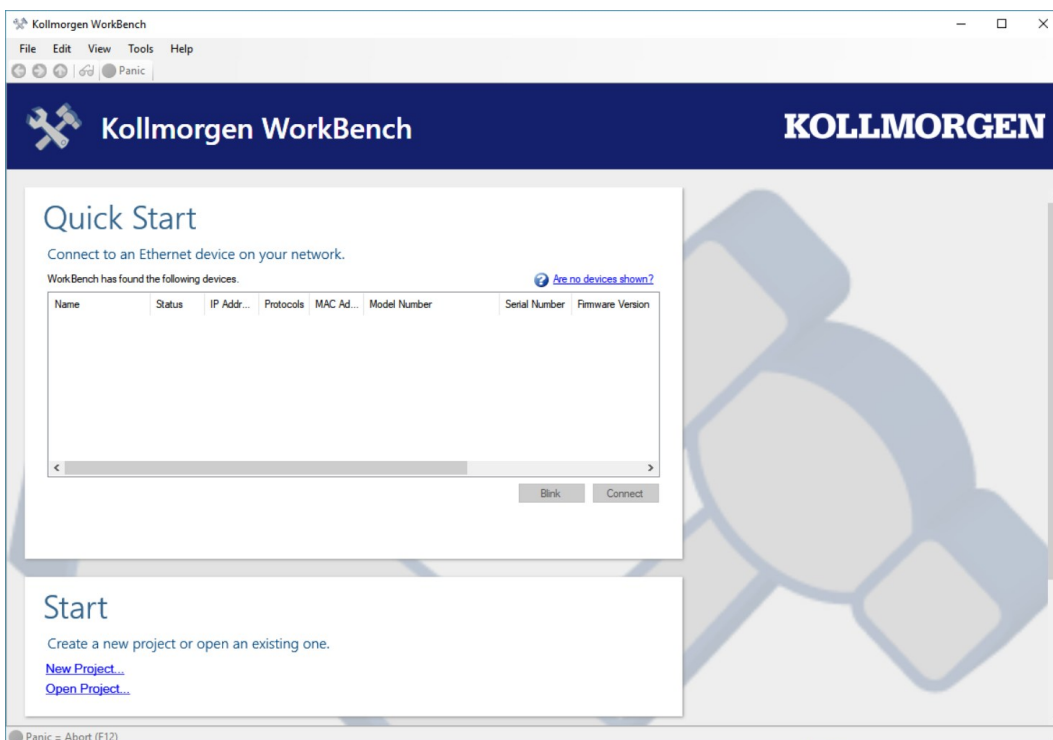 Kollmorgen WorkBench
File Edit View Tools Help
Panic
Kollmorgen WorkBench
KOLLMORGEN
Quick Start
Connect to an Ethernet device on your network.
WorkBench has found the following devices.
Are no devices shown?
Name Status IP Addr... Protocols MAC Ad... Model Number Serial Number Firmware Version
Blink Connect
Start
Create a new project or open an existing one.
New Project...
Open Project...
Panic = Abort (F12)